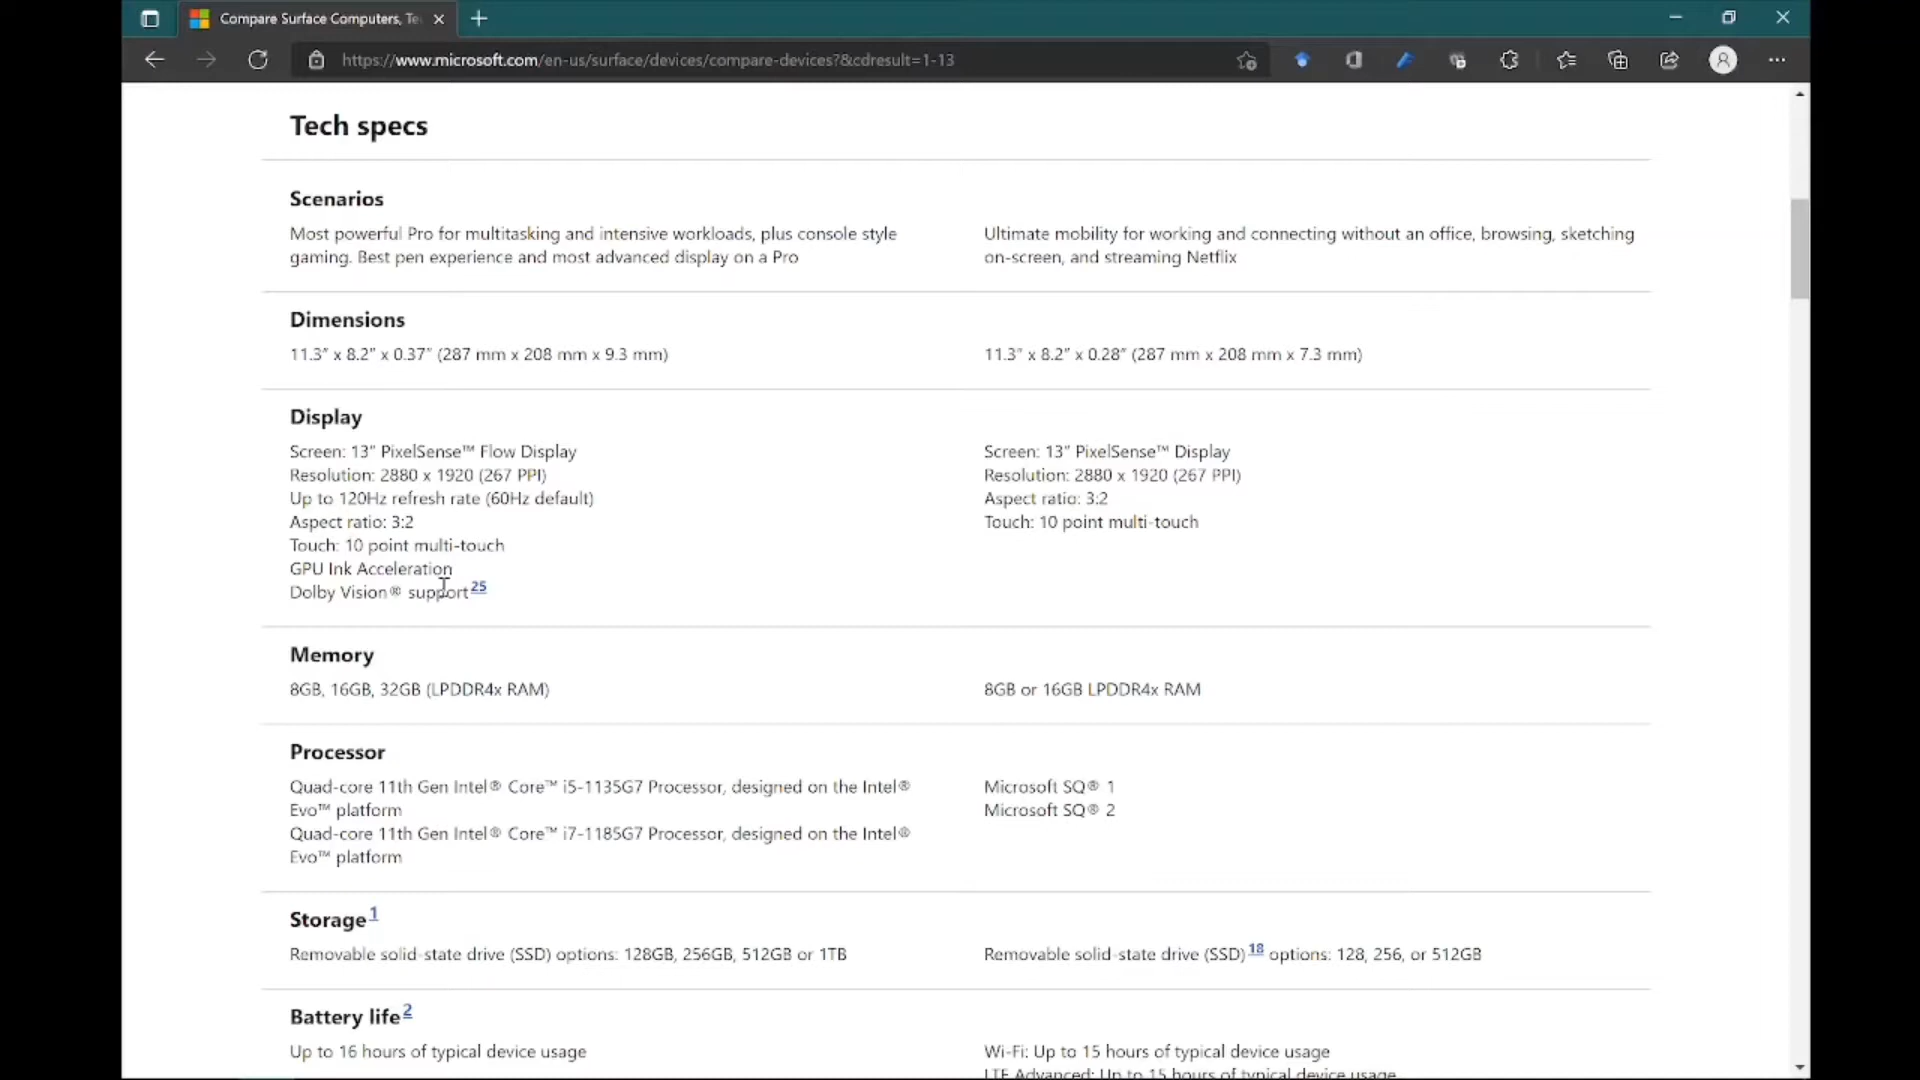 Compare Surface Computers, Te
https://www.microsoft.com/en-us/surface/devices/compare-devices?&cdresult=1-13
Tech specs
Scenarios
Most powerful Pro for multitasking and intensive workloads, plus console style
gaming. Best pen experience and most advanced display on a Pro
Ultimate mobility for working and connecting without an office, browsing, sketching
on-screen, and streaming Netflix
Dimensions
11.3" x 8.2" x 0.37" (287 mm x 208 mm x 9.3 mm)
11.3" x 8.2" x 0.28" (287 mm x 208 mm x 7.3 mm)
Display
Screen: 13" PixelSense™ Flow Display
Resolution: 2880 x 1920 (267 PPI)
Up to 120Hz refresh rate (60Hz default)
Aspect ratio: 3:2
Touch: 10 point multi-touch
GPU Ink Acceleration
Dolby Vision® support25
Screen: 13" PixelSense™ Display
Resolution: 2880 x 1920 (267 PPI)
Aspect ratio: 3:2
Touch: 10 point multi-touch
Memory
8GB, 16GB, 32GB (LPDDR4x RAM)
8GB or 16GB LPDDR4x RAM
Processor
Quad-core 11th Gen Intel® Core™ i5-1135G7 Processor, designed on the Intel®
Evo™ platform
Quad-core 11th Gen Intel® Core™ i7-1185G7 Processor, designed on the Intel®
Evo™ platform
Microsoft SQ® 1
Microsoft SQ® 2
Storage1
Removable solid-state drive (SSD) options: 128GB, 256GB, 512GB or 1TB
Removable solid-state drive (SSD)18 options: 128, 256, or 512GB
Battery life2
Up to 16 hours of typical device usage
Wi-Fi: Up to 15 hours of typical device usage
LTE Advanced: Up to 15 hours of typical device usage